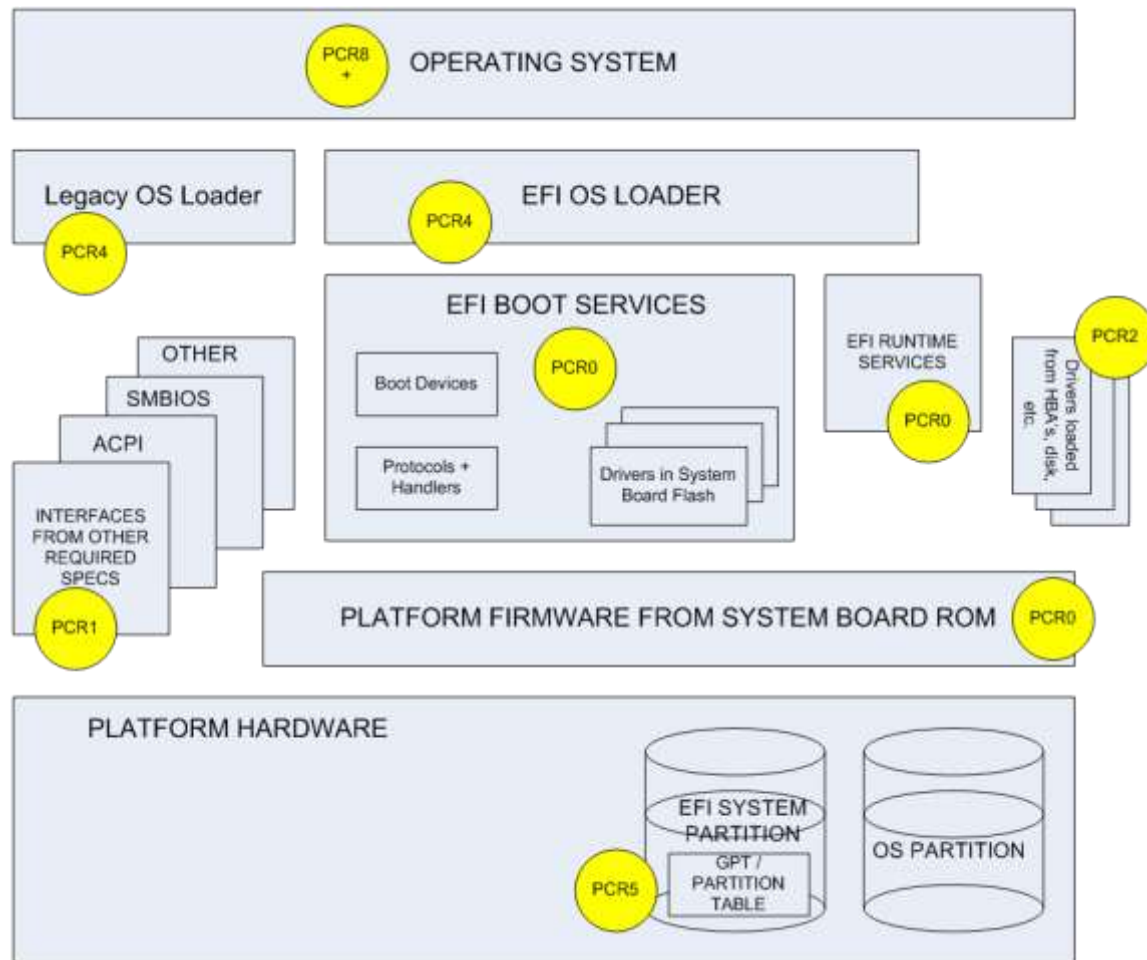 PCR8
+
OPERATING SYSTEM
Legacy OS Loader
PCR4
EFI OS LOADER
PCR4
EFI BOOT SERVICES
PCR0
Boot Devices
Protocols +
Handlers
Drivers in System
Board Flash
EFI RUNTIME
SERVICES
PCR0
PCR2
Drivers loaded
from HBA's, disk,
etc.
OTHER
SMBIOS
ACPI
INTERFACES
FROM OTHER
REQUIRED
SPECS
PCR1
PLATFORM FIRMWARE FROM SYSTEM BOARD ROM
PCR0
PLATFORM HARDWARE
EFI SYSTEM
PARTITION
GPT /
PARTITION
TABLE
PCR5
OS PARTITION